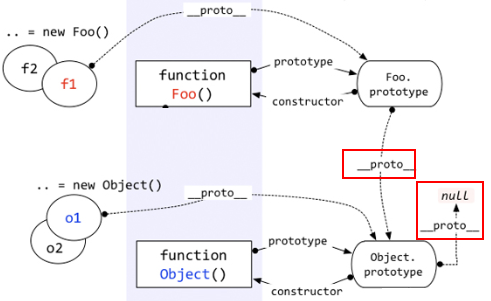 __proto__
.. = new Foo()
f2
f1
function
Foo()
prototype
constructor
Foo.
prototype
__proto__
null
__proto__
.. = new Object()
__proto__
o1
o2
function
Object()
prototype
constructor
Object.
prototype